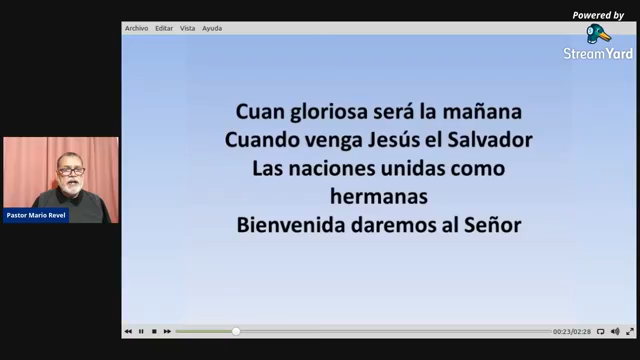 Powered by
StreamYard
Archivo Editar Vista Ayuda
Cuan gloriosa será la mañana
Cuando venga Jesús el Salvador
Las naciones unidas como
hermanas
Bienvenida daremos al Señor
Pastor Mario Revel
00:23/02:28